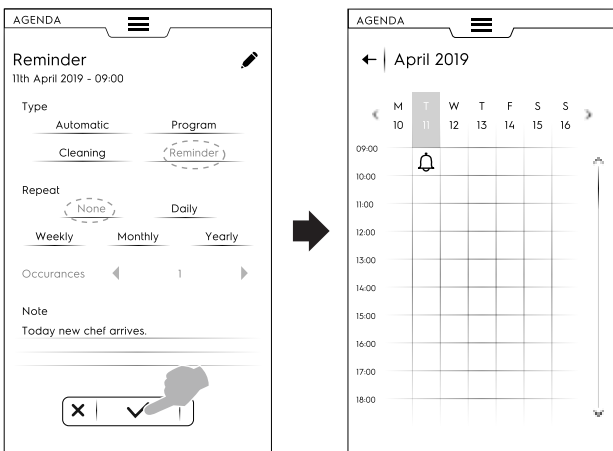 AGENDA
Reminder
11th April 2019 - 09:00
Type
Automatic Program
Cleaning Reminder
Repeat
None Daily
Weekly Monthly Yearly
Occurances 1
Note
Today new chef arrives.
AGENDA
April 2019
M T W T F S S
10 11 12 13 14 15 16
09:00
10:00
11:00
12:00
13:00
14:00
15:00
16:00
17:00
18:00